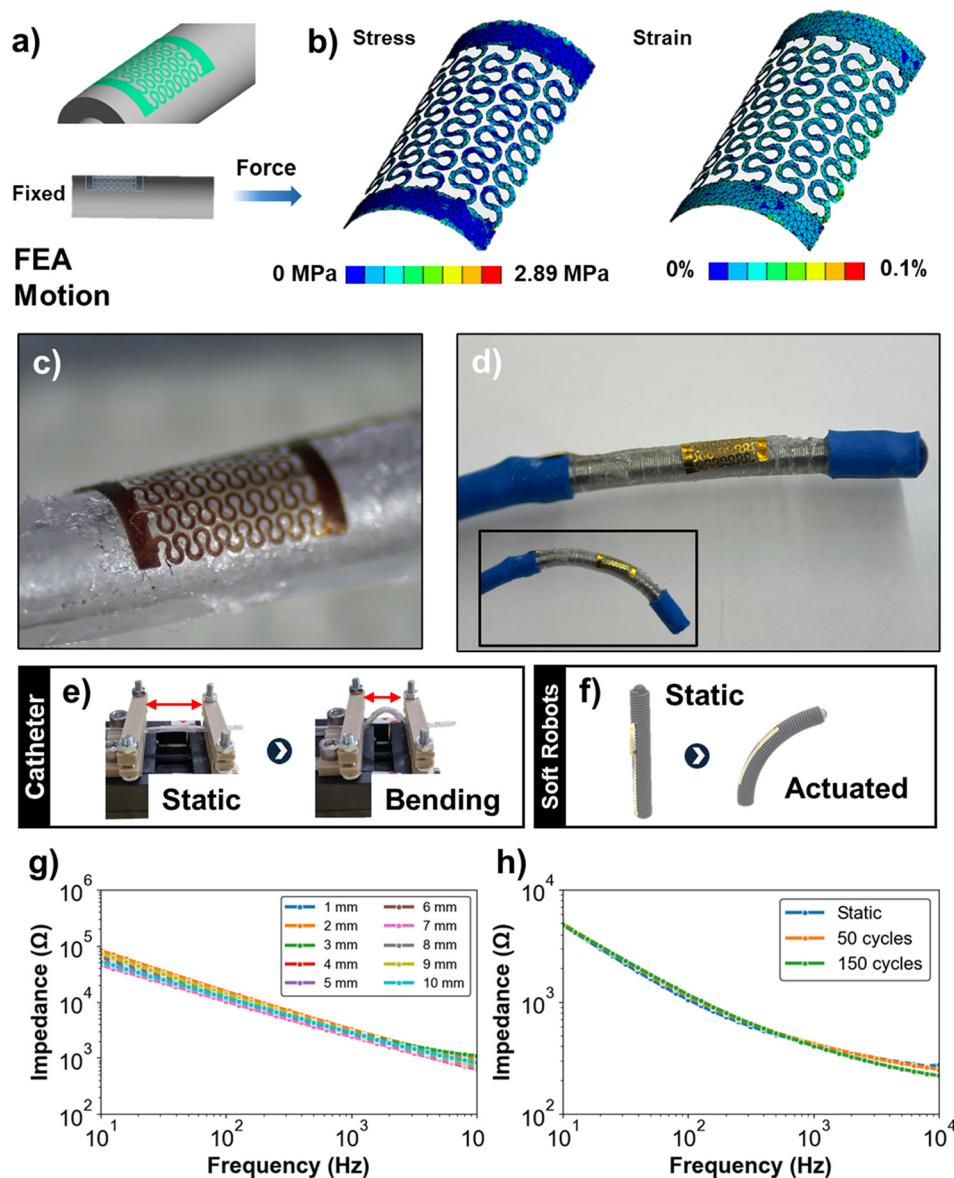 a)
b)
Stress
Strain
Fixed
Force
FEA
Motion
0 MPa
2.89 MPa
0%
0.1%
c)
d)
Catheter
e)
Static
Bending
Soft Robots
f)
Static
Actuated
g)
Impedance (Ω)
10⁶
10⁵
10⁴
10³
10²
1 mm
2 mm
3 mm
4 mm
5 mm
6 mm
7 mm
8 mm
9 mm
10 mm
10¹
10²
10³
10⁴
Frequency (Hz)
h)
Impedance (Ω)
10⁴
10³
10²
Static
50 cycles
150 cycles
10¹
10²
10³
10⁴
Frequency (Hz)